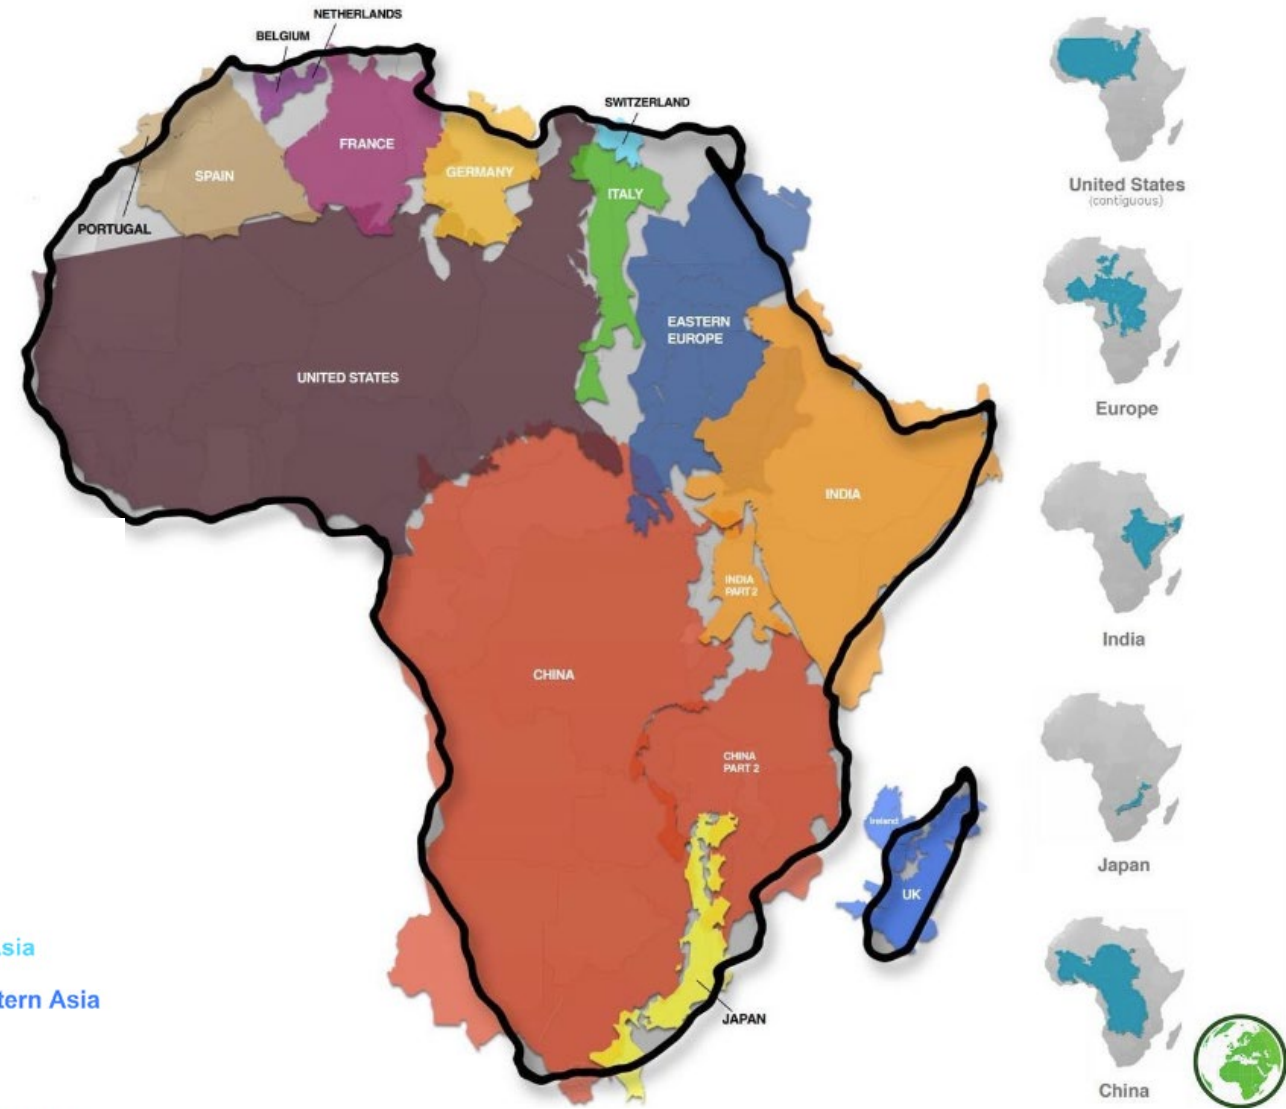 NETHERLANDS
BELGIUM
SWITZERLAND
FRANCE
GERMANY
SPAIN
ITALY
PORTUGAL
EASTERN
EUROPE
UNITED STATES
INDIA
INDIA
PART 2
CHINA
CHINA
PART 2
Ireland
UK
JAPAN
sia
tern Asia
United States
(contiguous)
Europe
India
Japan
China